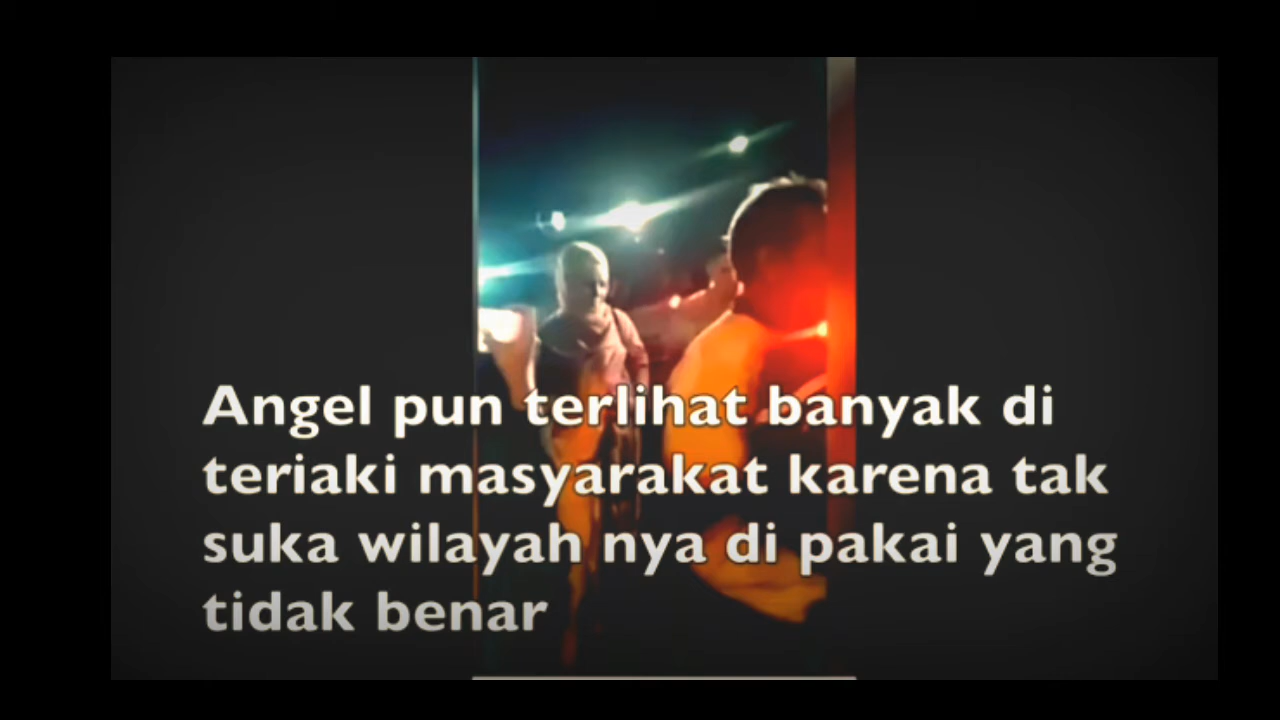 Angel pun terlihat banyak di
teriaki masyarakat karena tak
suka wilayah nya di pakai yang
tidak benar